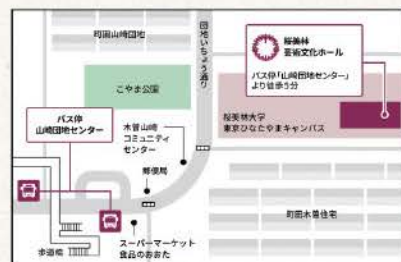 町田山崎団地
団地いちょう通り
桜美林
芸術文化ホール
バス停「山崎団地センター」
より徒歩5分
こやま公園
バス停
山崎団地センター
木曽山崎
コミュニティ
センター
桜美林大学
東京ひなたやまキャンパス
郵便局
町田木曽住宅
スーパーマーケット
食品のおおた
歩道橋